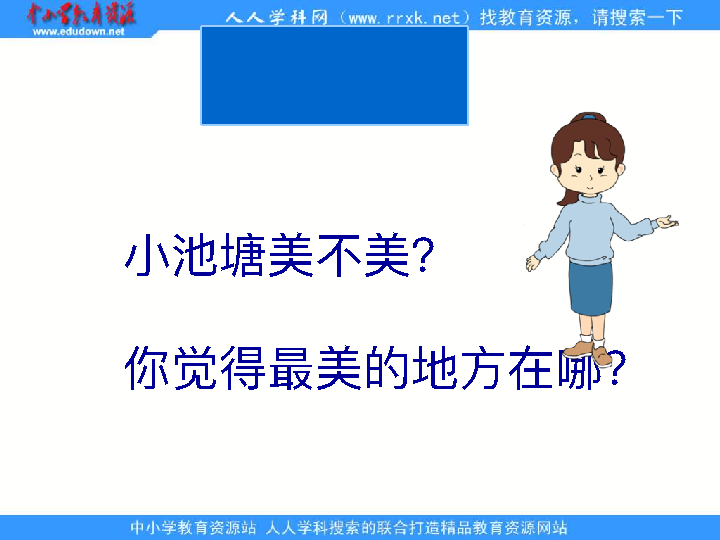 中小学教育资源
www.edudown.net
人人学科网（www.rrxk.net）找教育资源，请搜索一下
小池塘美不美？
你觉得最美的地方在哪？
中小学教育资源站 人人学科搜索的联合打造精品教育资源网站